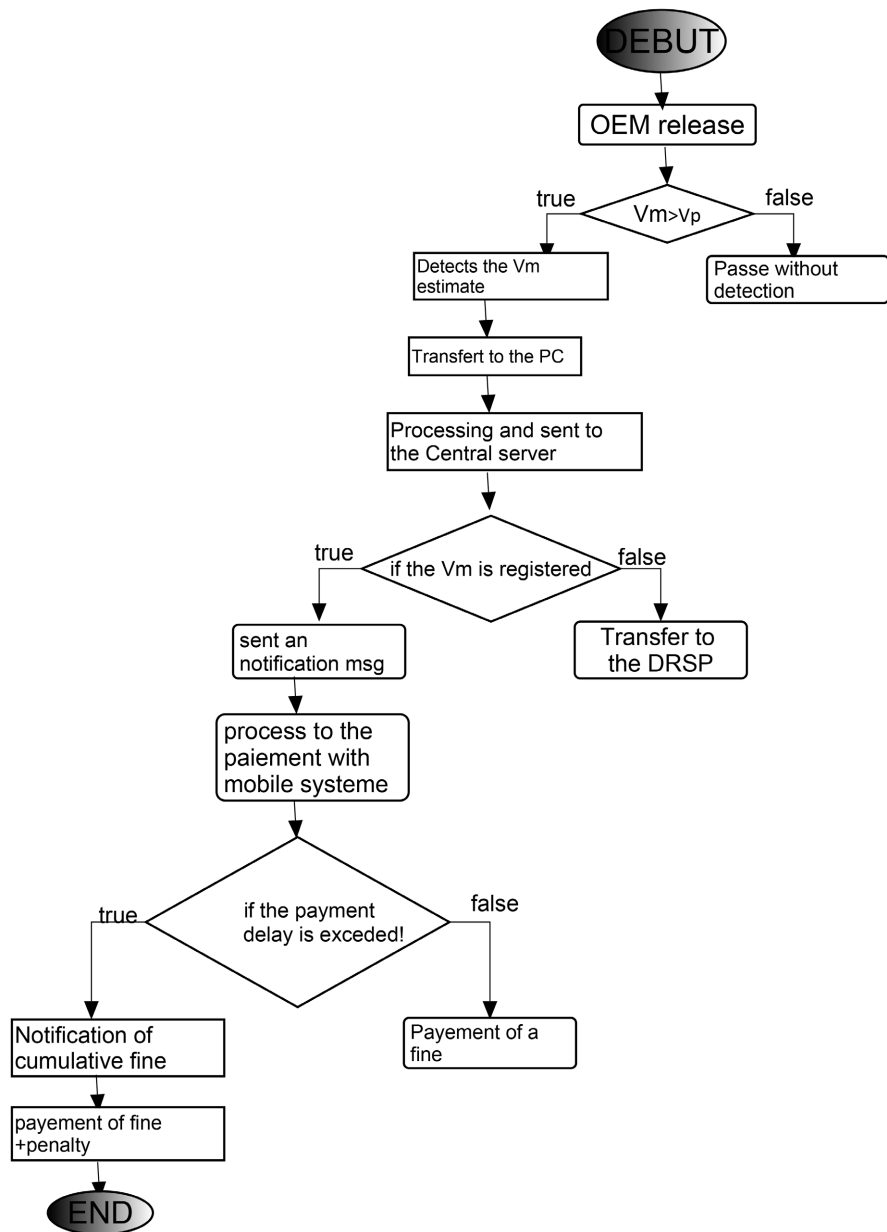 DEBUT
OEM release
true
false
Vm>Vp
Detects the Vm
estimate
Passe without
detection
Transfert to the PC
Processing and sent to
the Central server
true
false
if the Vm is registered
sent an
notification msg
Transfer to
the DRSP
process to the
paiement with
mobile systeme
true
false
if the payment
delay is exceded!
Notification of
cumulative fine
Payement of a
fine
payement of fine
+penalty
END